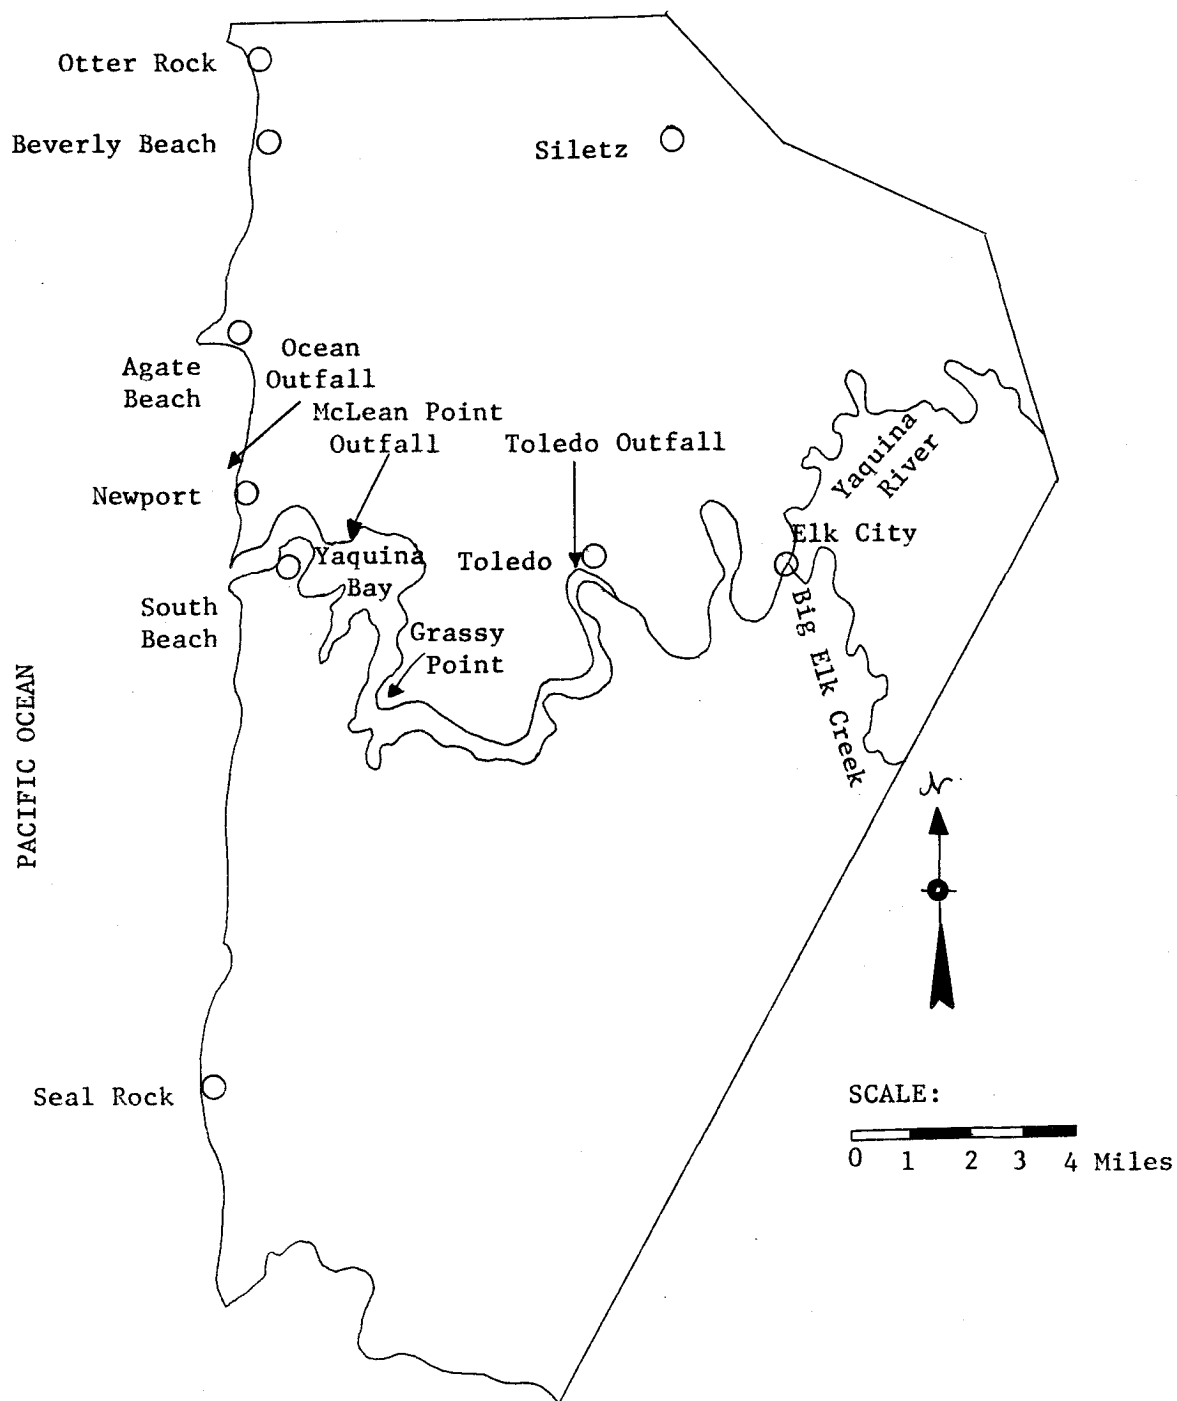 Otter Rock
Beverly Beach
Siletz
Agate
Beach
Ocean
Outfall
McLean Point
Outfall
Toledo Outfall
Yaquina
River
Newport
Elk City
Yaquina
Bay
Toledo
South
Beach
Grassy
Point
Big Elk Creek
PACIFIC OCEAN
N
Seal Rock
SCALE:
0 1 2 3 4 Miles